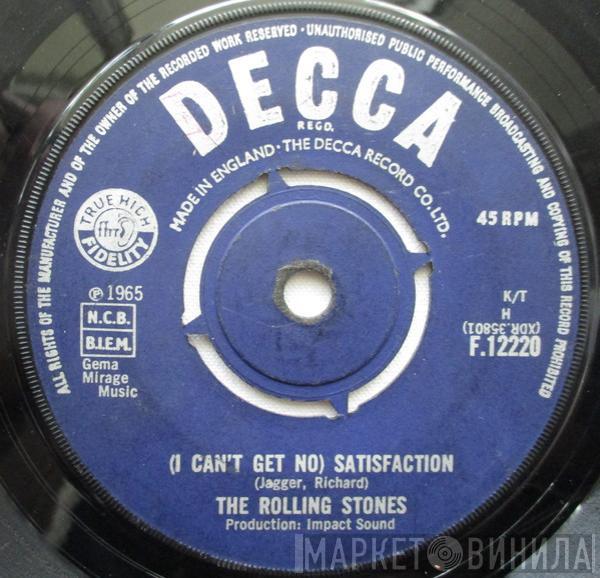 ALL RIGHTS OF THE MANUFACTURER AND OF THE OWNER OF THE RECORDED WORK RESERVED · UNAUTHORISED PUBLIC PERFORMANCE BROADCASTING AND COPYING OF THIS RECORD PROHIBITED
DECCA
REGD.
MADE IN ENGLAND · THE DECCA RECORD CO. LTD.
TRUE HIGH
ffrr
FIDELITY
45 RPM
℗ 1965
N.C.B.
B.I.E.M.
Gema
Mirage
Music
K/T
H
(XDR.35801)
F.12220
(I CAN'T GET NO) SATISFACTION
(Jagger, Richard)
THE ROLLING STONES
Production: Impact Sound
МАРКЕТ ВИНИЛА